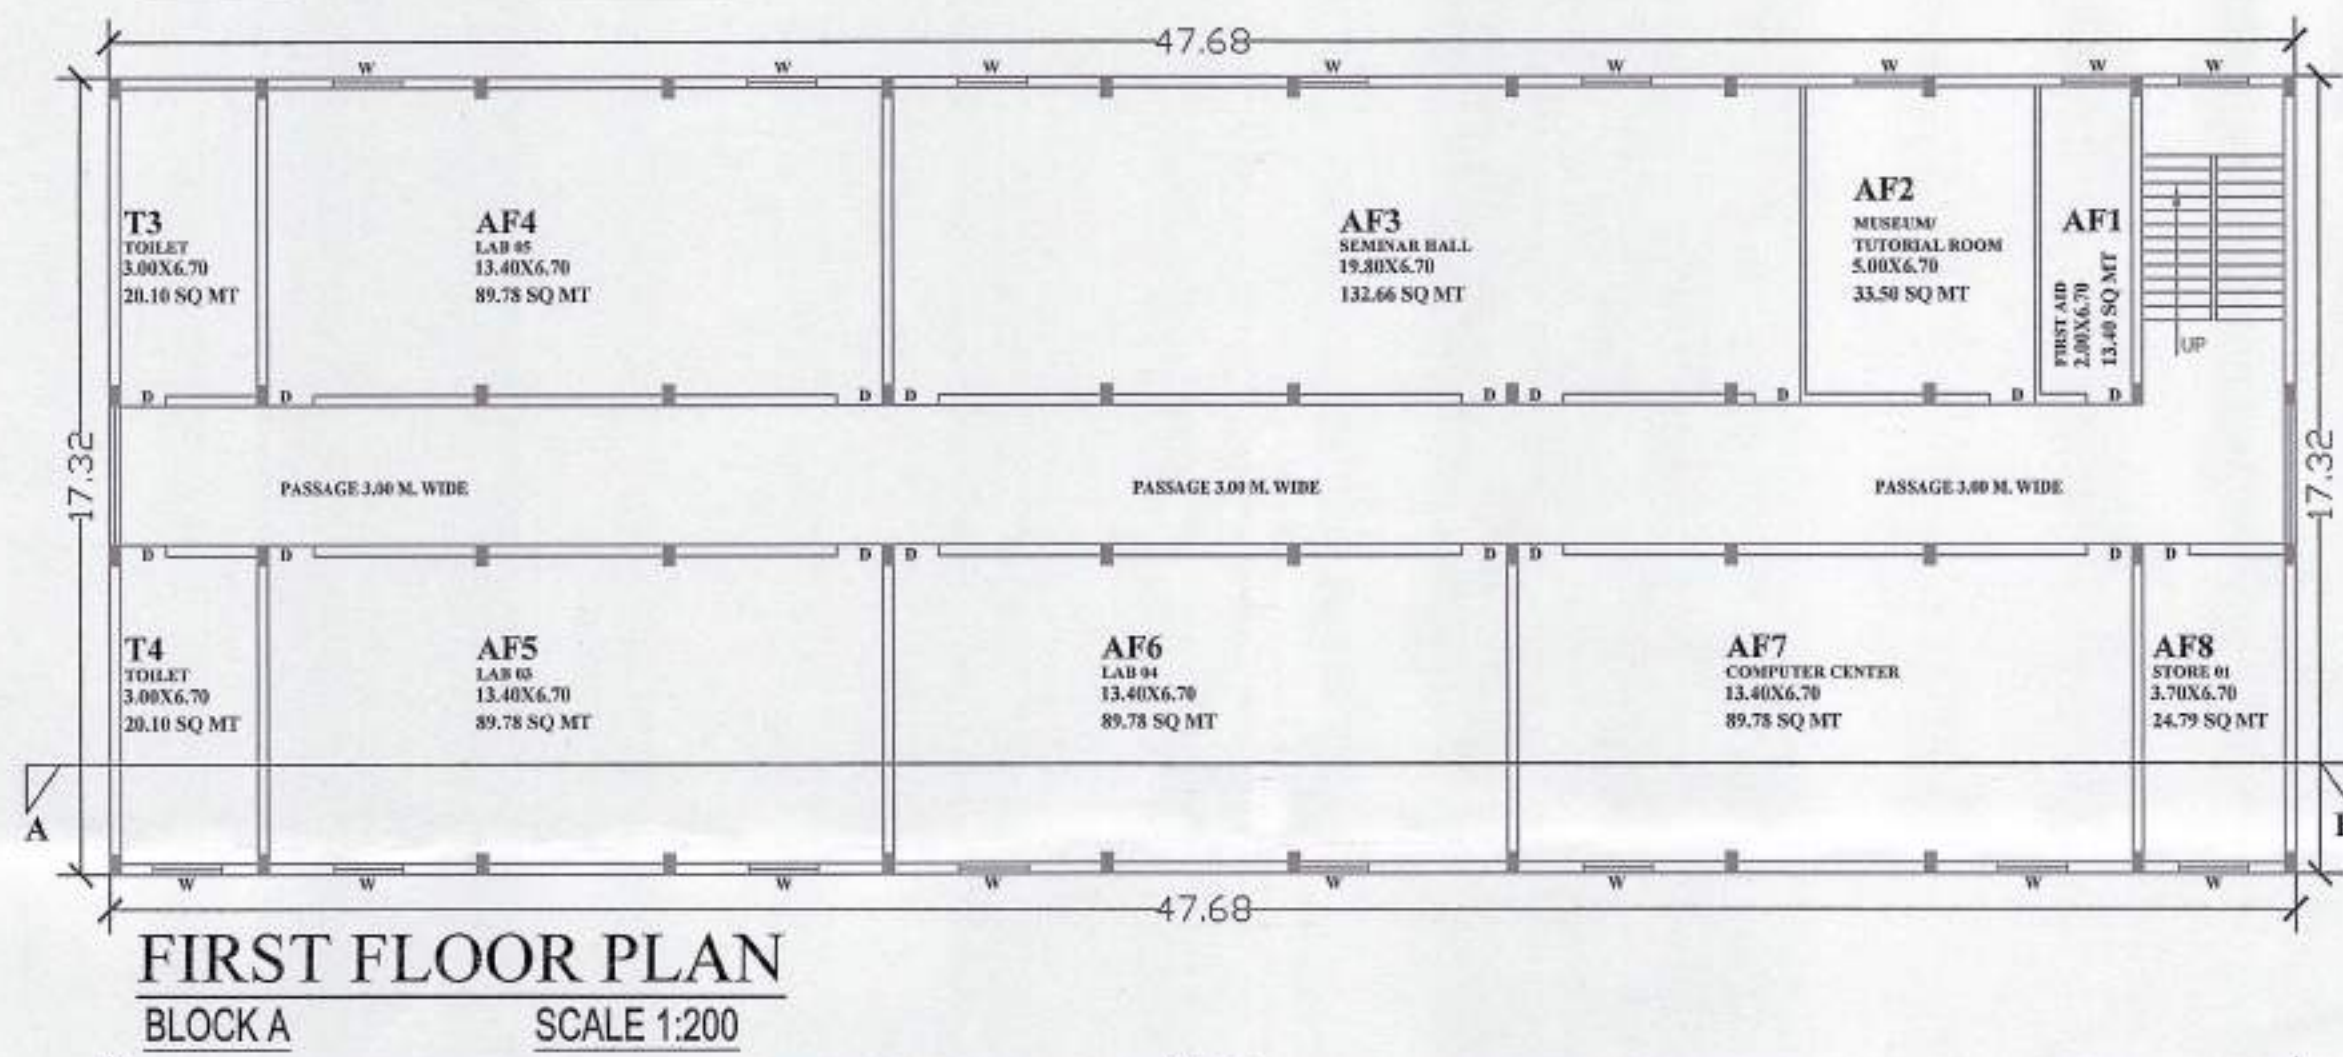 47.68
W W W W W W W W
T3
TOILET
3.00X6.70
20.10 SQ MT
AF4
LAB 05
13.40X6.70
89.78 SQ MT
AF3
SEMINAR HALL
19.80X6.70
132.66 SQ MT
AF2
MUSEUM/
TUTORIAL ROOM
5.00X6.70
33.50 SQ MT
AF1
FIRST AID
2.00X6.70
13.40 SQ MT
UP
D D D D D D D D D
17.32
PASSAGE 3.00 M. WIDE PASSAGE 3.00 M. WIDE PASSAGE 3.00 M. WIDE
17.32
D D D D D D D D
T4
TOILET
3.00X6.70
20.10 SQ MT
AF5
LAB 03
13.40X6.70
89.78 SQ MT
AF6
LAB 04
13.40X6.70
89.78 SQ MT
AF7
COMPUTER CENTER
13.40X6.70
89.78 SQ MT
AF8
STORE 01
3.70X6.70
24.79 SQ MT
A
W W W W W W W W
47.68
FIRST FLOOR PLAN
BLOCK A SCALE 1:200